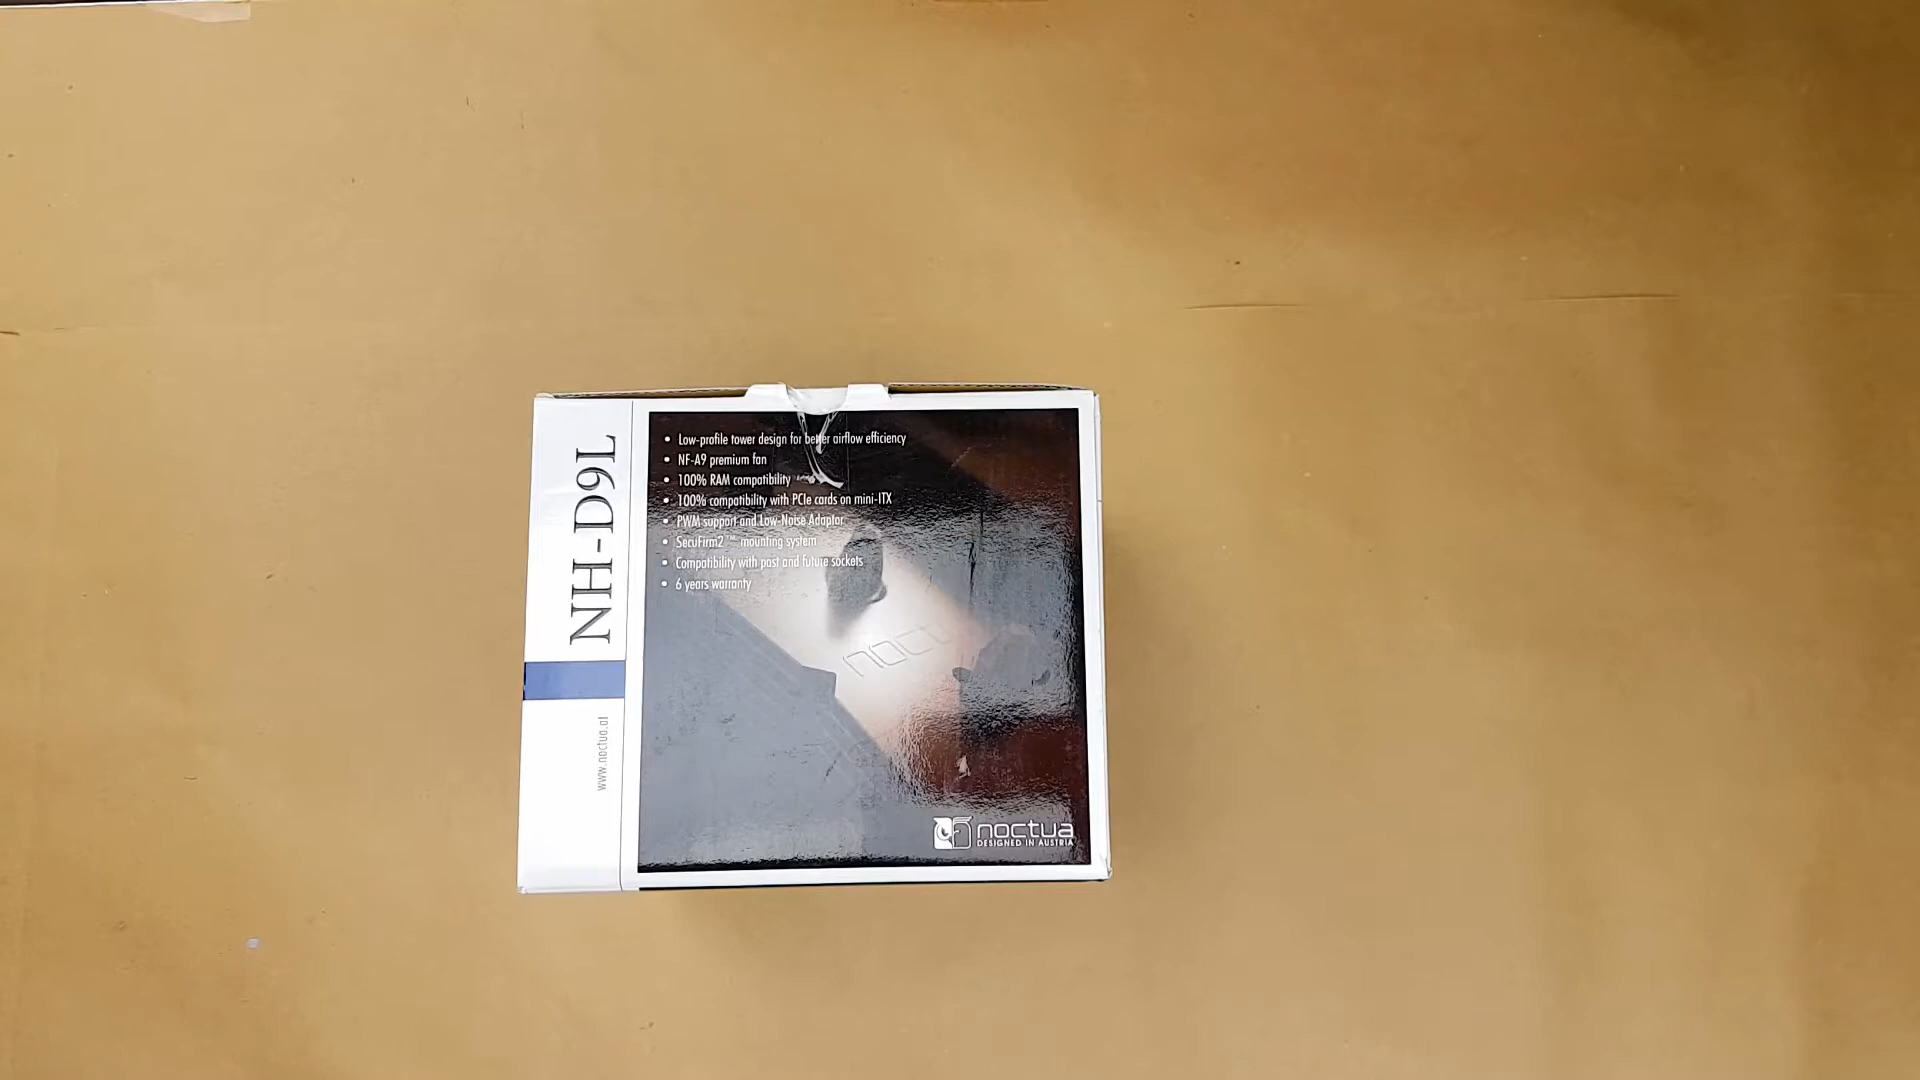 NH-D9L
www.noctua.at
• Low-profile tower design for better airflow efficiency
• NF-A9 premium fan
• 100% RAM compatibility
• 100% compatibility with PCIe cards on mini-ITX
• PWM support and Low-Noise Adaptor
• SecuFirm2™ mounting system
• Compatibility with past and future sockets
• 6 years warranty
noctua
DESIGNED IN AUSTRIA